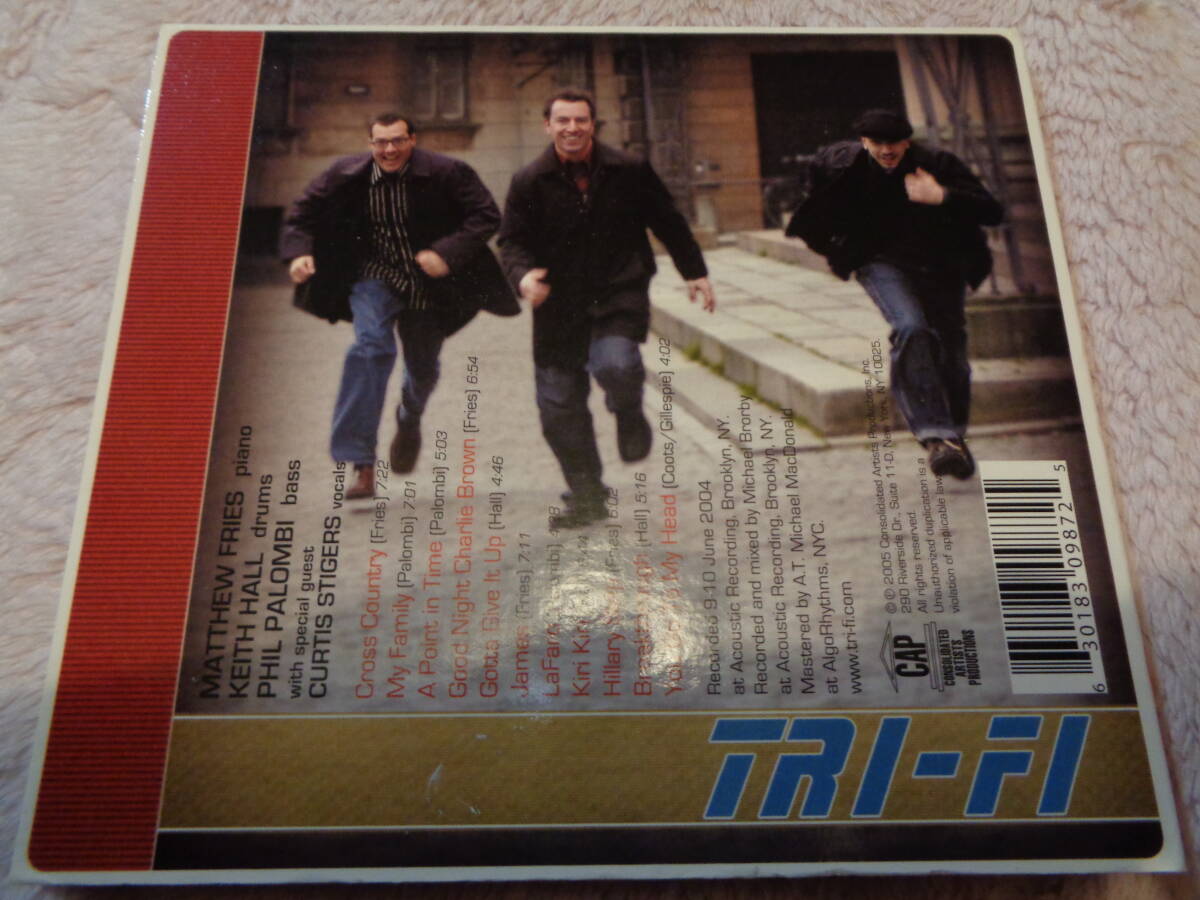 MATTHEW FRIES piano
KEITH HALL drums
PHIL PALOMBI bass
with special guest
CURTIS STIGERS vocals
Cross Country (Fries) 7:22
My Family (Palombi) 7:01
A Point in Time (Palombi) 5:03
Good Night Charlie Brown (Fries) 6:54
Gotta Give It Up (Hall) 4:46
James (Fries) 7:11
Kiri
Hillary (Fries) 6:02
(Hall) 5:16
My Head (Coots/Gillespie) 4:02
Recorded 9-10 June 2004
at Acoustic Recording, Brooklyn, NY.
Recorded and mixed by Michael Brorby
at Acoustic Recording, Brooklyn, NY.
Mastered by A.T. Michael MacDonald
at AlgoRhythms, NYC.
www.tri-fi.com
CAP
CONSOLIDATED
ARTISTS
PRODUCTIONS
© ℗ 2005 Consolidated Artists Productions, Inc.
290 Riverside Dr., Suite 11-D, New York, NY 10025.
All rights reserved.
Unauthorized duplication is a
violation of applicable laws
6 30183 09872 5
TRI-FI